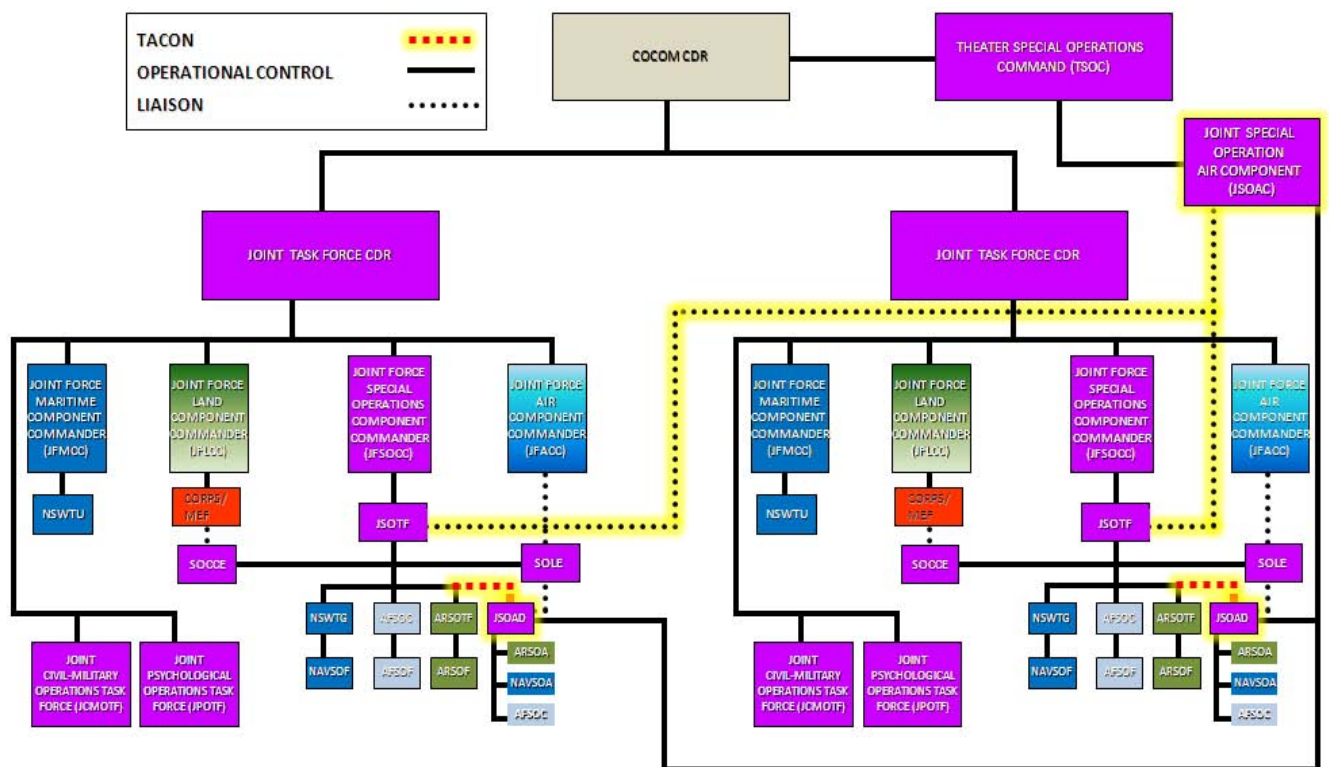 TACON
OPERATIONAL CONTROL
LIAISON
COCOM CDR
THEATER SPECIAL OPERATIONS
COMMAND (TSOC)
JOINT SPECIAL
OPERATION
AIR COMPONENT
(JSOAC)
JOINT TASK FORCE CDR
JOINT TASK FORCE CDR
JOINT FORCE
MARITIME
COMPONENT
COMMANDER
(JFMCC)
JOINT FORCE
LAND
COMPONENT
COMMANDER
(JFLCC)
JOINT FORCE
SPECIAL
OPERATIONS
COMPONENT
COMMANDER
(JFSOCC)
JOINT FORCE
AIR
COMPONENT
COMMANDER
(JFACC)
NSWTU
CORPS/
MEF
JSOTF
SOCCE
SOLE
NSWTG
AFSOC
ARSOTF
JSOAD
NAVSOF
AFSOF
ARSOF
ARSOA
NAVSOA
AFSOC
JOINT
CIVIL-MILITARY
OPERATIONS TASK
FORCE (JCMOTF)
JOINT
PSYCHOLOGICAL
OPERATIONS TASK
FORCE (JPOTF)
JOINT FORCE
MARITIME
COMPONENT
COMMANDER
(JFMCC)
JOINT FORCE
LAND
COMPONENT
COMMANDER
(JFLCC)
JOINT FORCE
SPECIAL
OPERATIONS
COMPONENT
COMMANDER
(JFSOCC)
JOINT FORCE
AIR
COMPONENT
COMMANDER
(JFACC)
NSWTU
CORPS/
MEF
JSOTF
SOCCE
SOLE
NSWTG
AFSOC
ARSOTF
JSOAD
NAVSOF
AFSOF
ARSOF
ARSOA
NAVSOA
AFSOC
JOINT
CIVIL-MILITARY
OPERATIONS TASK
FORCE (JCMOTF)
JOINT
PSYCHOLOGICAL
OPERATIONS TASK
FORCE (JPOTF)